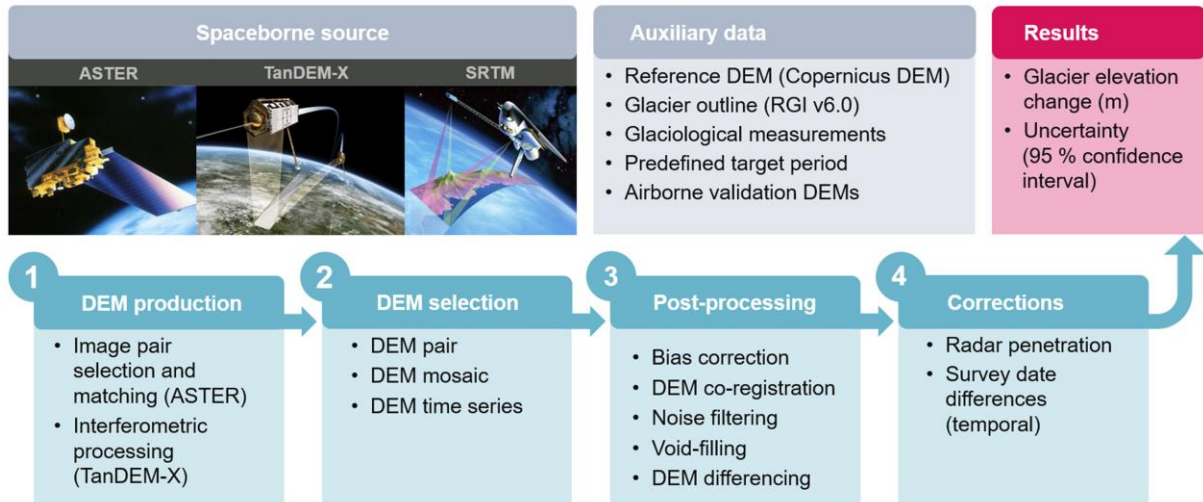 Spaceborne source
ASTER
TanDEM-X
SRTM
Auxiliary data
• Reference DEM (Copernicus DEM)
• Glacier outline (RGI v6.0)
• Glaciological measurements
• Predefined target period
• Airborne validation DEMs
Results
• Glacier elevation
change (m)
• Uncertainty
(95 % confidence
interval)
1
DEM production
• Image pair
selection and
matching (ASTER)
• Interferometric
processing
(TanDEM-X)
2
DEM selection
• DEM pair
• DEM mosaic
• DEM time series
3
Post-processing
• Bias correction
• DEM co-registration
• Noise filtering
• Void-filling
• DEM differencing
4
Corrections
• Radar penetration
• Survey date
differences
(temporal)